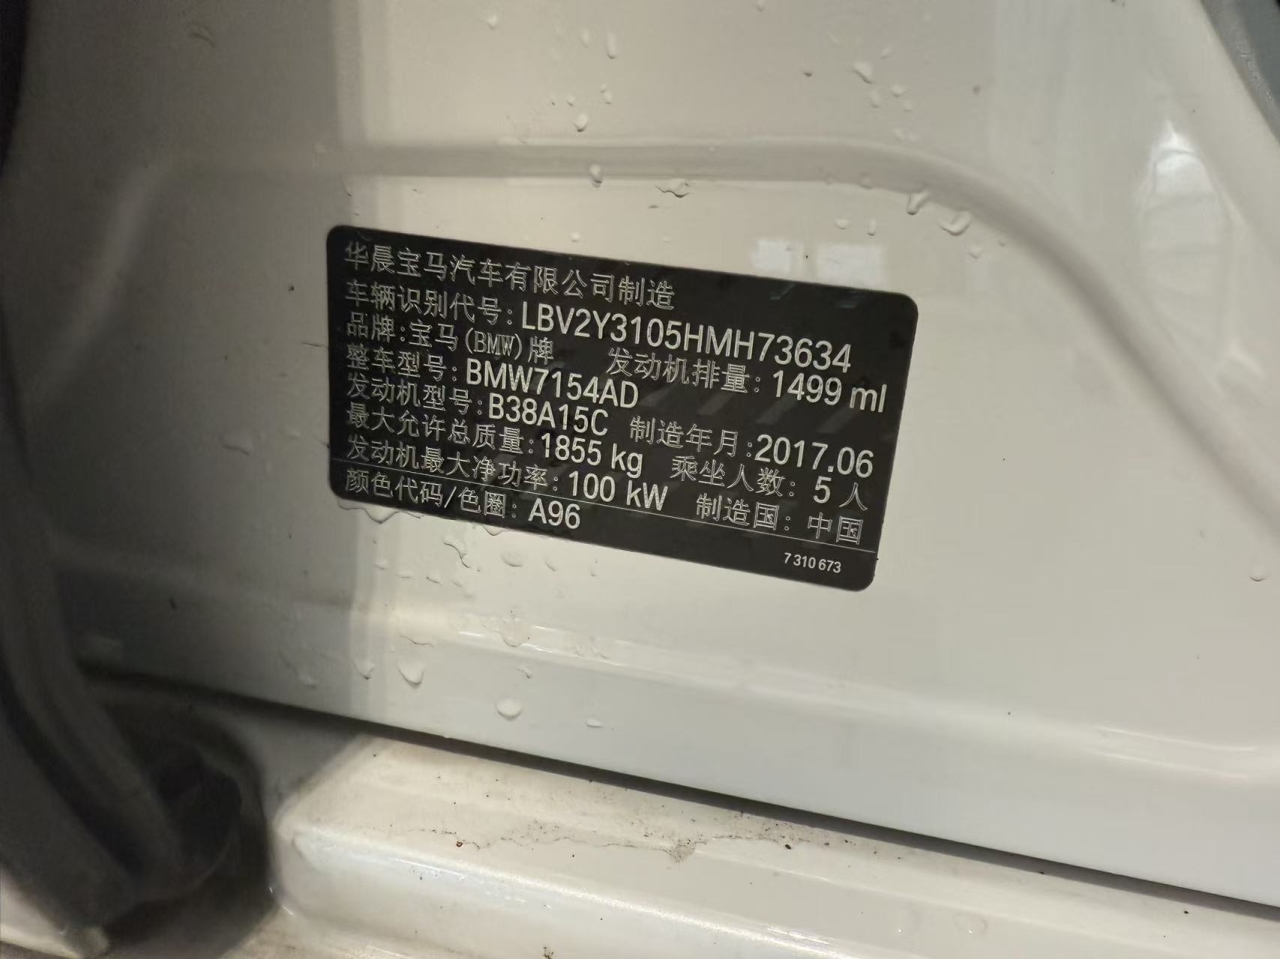 华晨宝马汽车有限公司制造
车辆识别代号: LBV2Y3105HMH73634
品牌:宝马(BMW)牌 发动机排量: 1499 ml
整车型号: BMW7154AD
发动机型号: B38A15C 制造年月:2017.06
最大允许总质量: 1855 kg 乘坐人数: 5 人
发动机最大净功率: 100 kW 制造国: 中国
颜色代码/色圈: A96
7 310 673